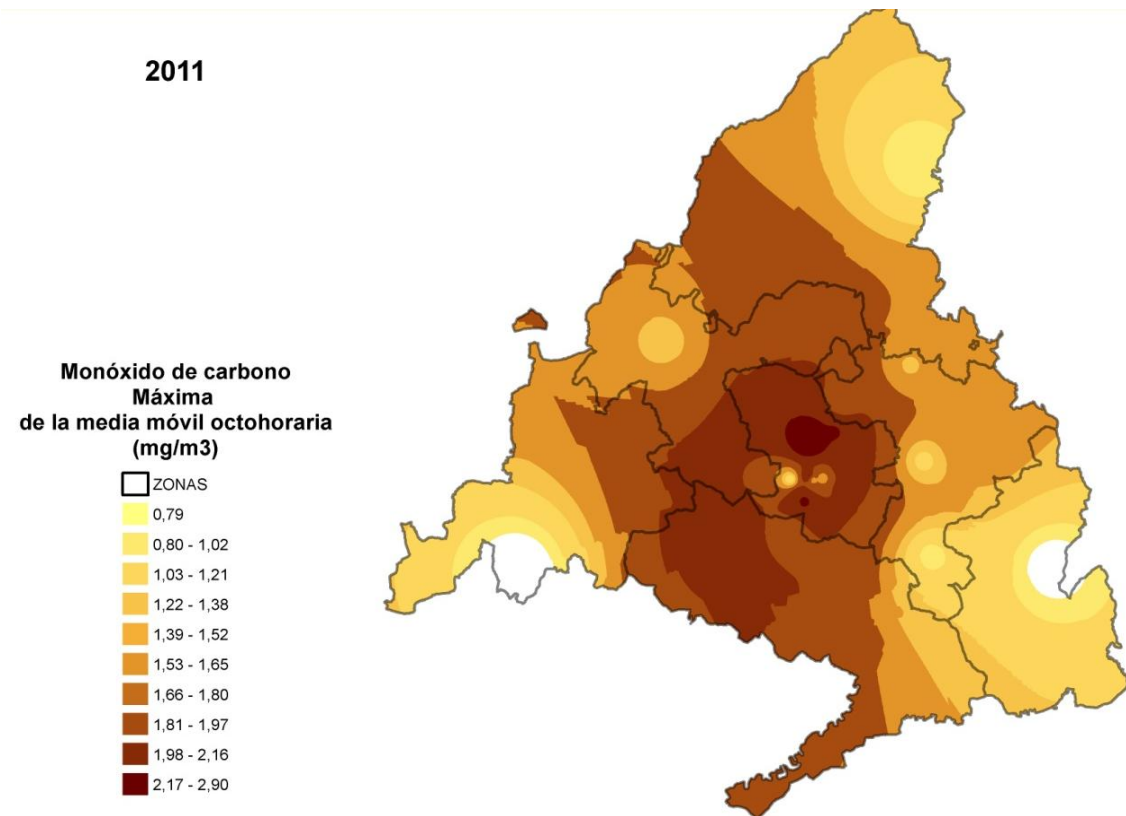 2011
Monóxido de carbono
Máxima
de la media móvil octohoraria
(mg/m3)
ZONAS
0,79
0,80 - 1,02
1,03 - 1,21
1,22 - 1,38
1,39 - 1,52
1,53 - 1,65
1,66 - 1,80
1,81 - 1,97
1,98 - 2,16
2,17 - 2,90